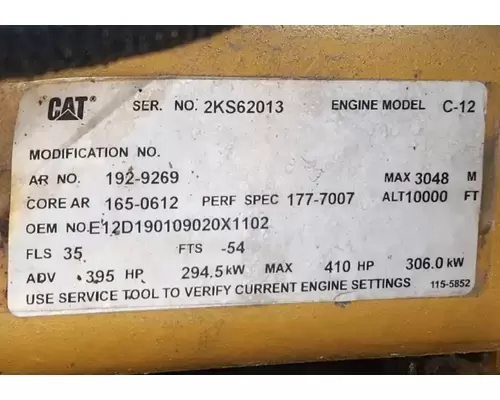 CAT SER. NO. 2KS62013 ENGINE MODEL C-12
MODIFICATION NO.
AR NO. 192-9269 MAX 3048 M
CORE AR 165-0612 PERF SPEC 177-7007 ALT 10000 FT
OEM NO. E12D190109020X1102
FLS 35 FTS -54
ADV 395 HP 294.5 kW MAX 410 HP 306.0 kW
USE SERVICE TOOL TO VERIFY CURRENT ENGINE SETTINGS 115-5852